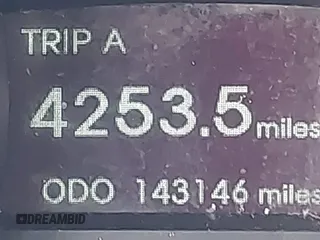 TRIP A
4253.5 miles
ODO 143146 miles
DREAMBID